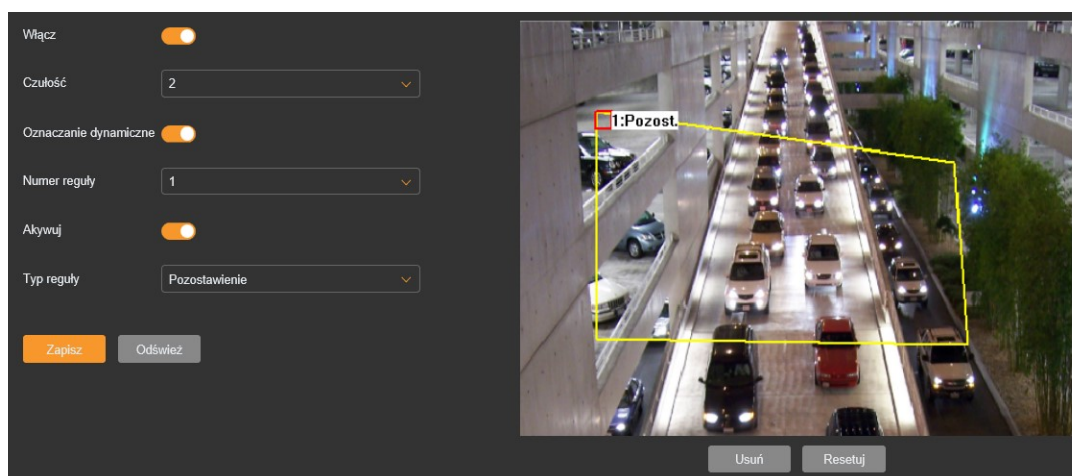 Włącz
Czułość 2
Oznaczanie dynamiczne
Numer reguły 1
Akywuj
Typ reguły Pozostawienie
Zapisz Odśwież
1:Pozost.
Usuń Resetuj